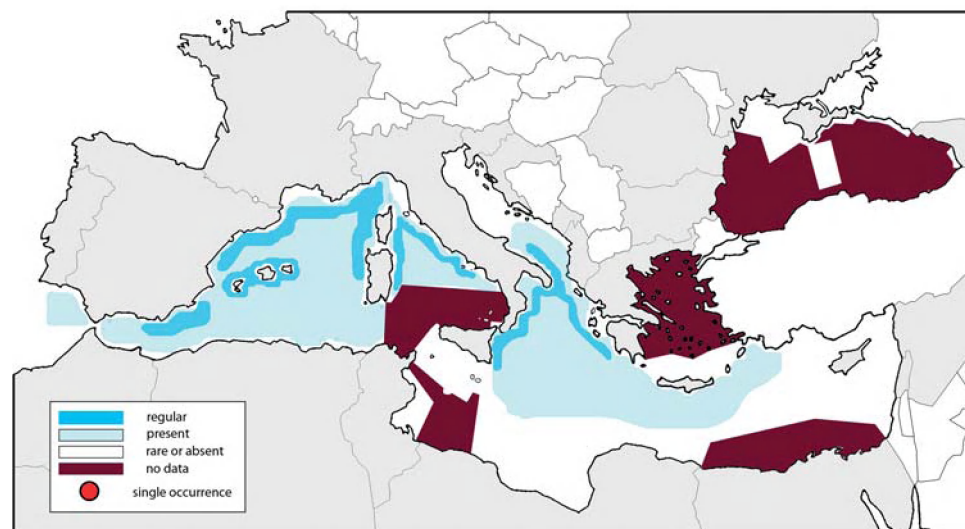 regular
present
rare or absent
no data
single occurrence